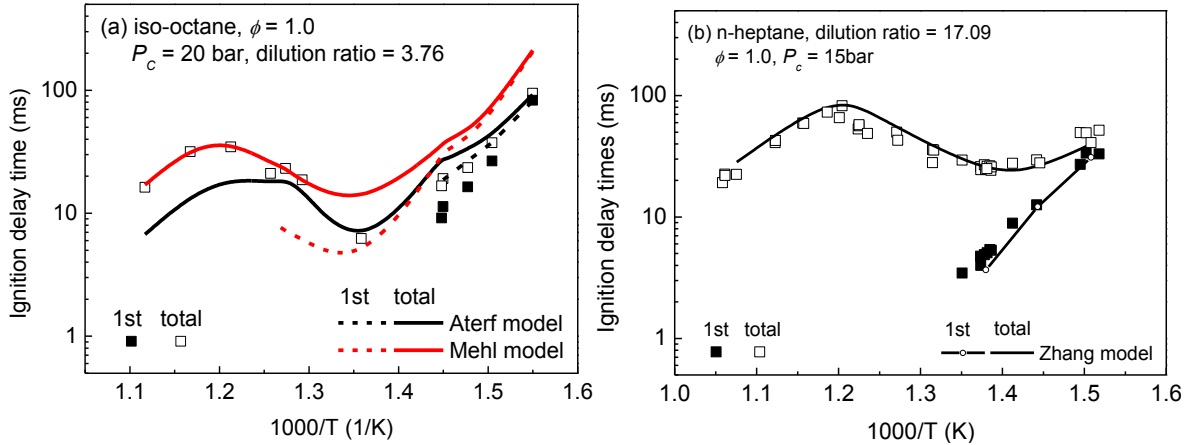 (a) iso-octane, ϕ = 1.0
P_C = 20 bar, dilution ratio = 3.76
Ignition delay time (ms)
100
10
1
1st total
1st total
Aterf model
Mehl model
1.1 1.2 1.3 1.4 1.5 1.6
1000/T (1/K)
(b) n-heptane, dilution ratio = 17.09
ϕ = 1.0, P_c = 15bar
Ignition delay times (ms)
100
10
1
1st total
1st total
Zhang model
1.0 1.1 1.2 1.3 1.4 1.5 1.6
1000/T (K)